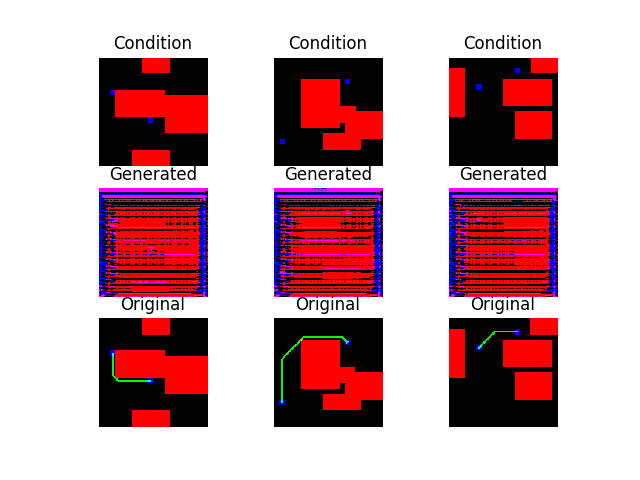 Condition Condition Condition
Generated Generated Generated
Original Original Original